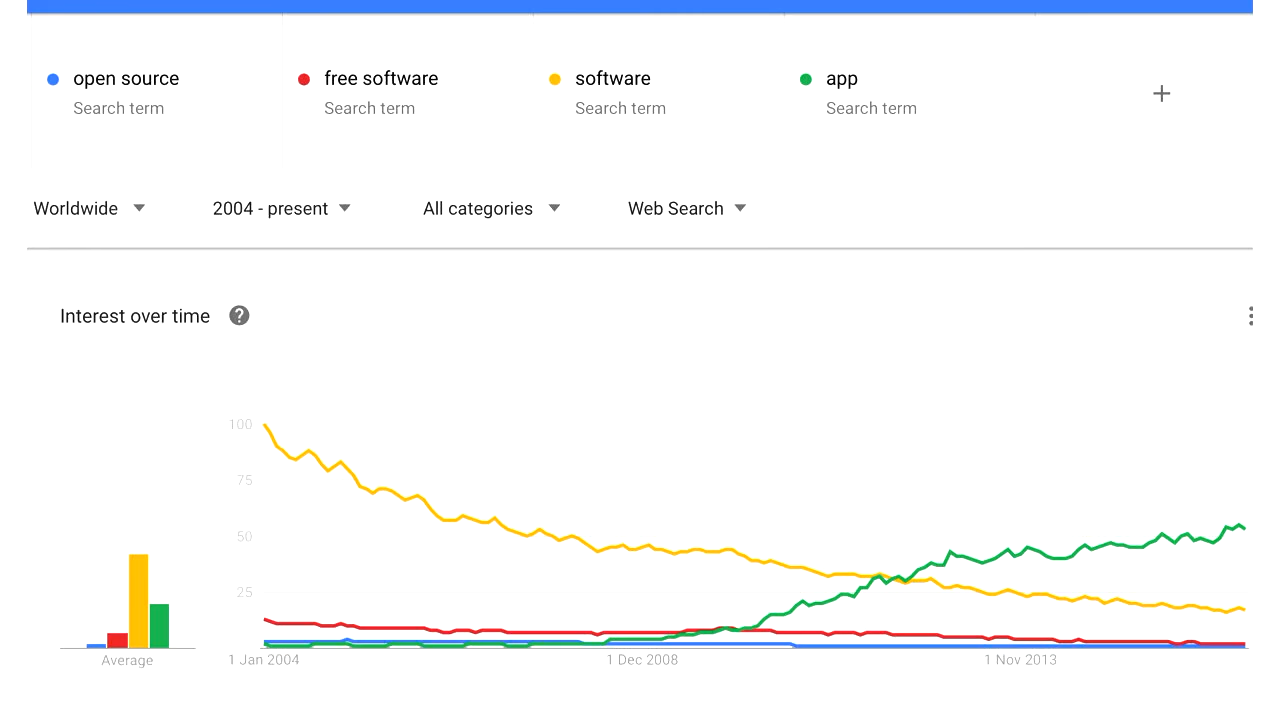 open source free software software app
Search term Search term Search term Search term
Worldwide 2004 - present All categories Web Search
Interest over time ?
100
75
50
25
Average 1 Jan 2004 1 Dec 2008 1 Nov 2013